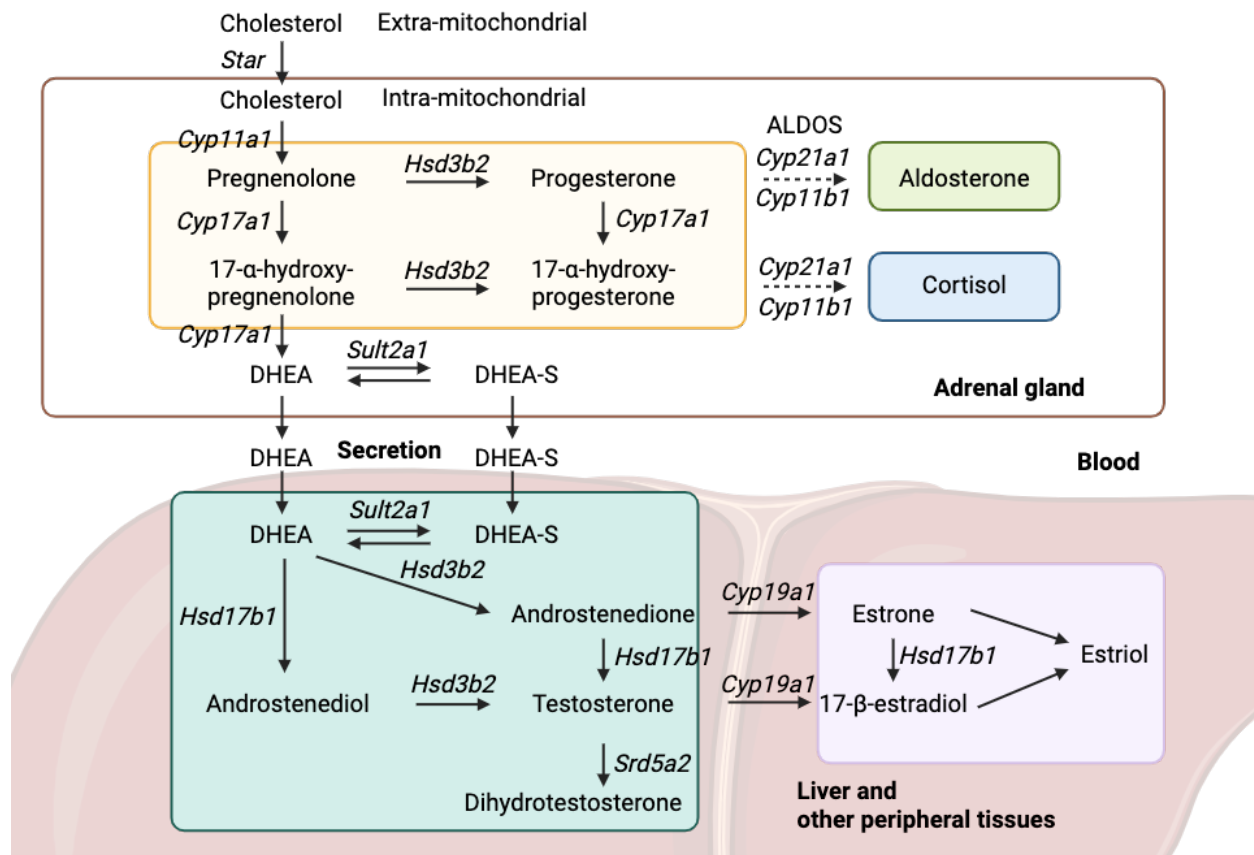 Cholesterol
Extra-mitochondrial
Star
Cholesterol
Intra-mitochondrial
Cyp11a1
ALDOS
Pregnenolone
Hsd3b2
Progesterone
Cyp21a1
Cyp11b1
Aldosterone
Cyp17a1
Cyp17a1
17-α-hydroxy-
pregnenolone
Hsd3b2
17-α-hydroxy-
progesterone
Cyp21a1
Cyp11b1
Cortisol
Cyp17a1
DHEA
Sult2a1
DHEA-S
Adrenal gland
DHEA
Secretion
DHEA-S
Blood
DHEA
Sult2a1
DHEA-S
Hsd3b2
Hsd17b1
Androstenedione
Cyp19a1
Estrone
Hsd17b1
Hsd17b1
Estriol
Androstenediol
Hsd3b2
Testosterone
Cyp19a1
17-β-estradiol
Srd5a2
Dihydrotestosterone
Liver and
other peripheral tissues